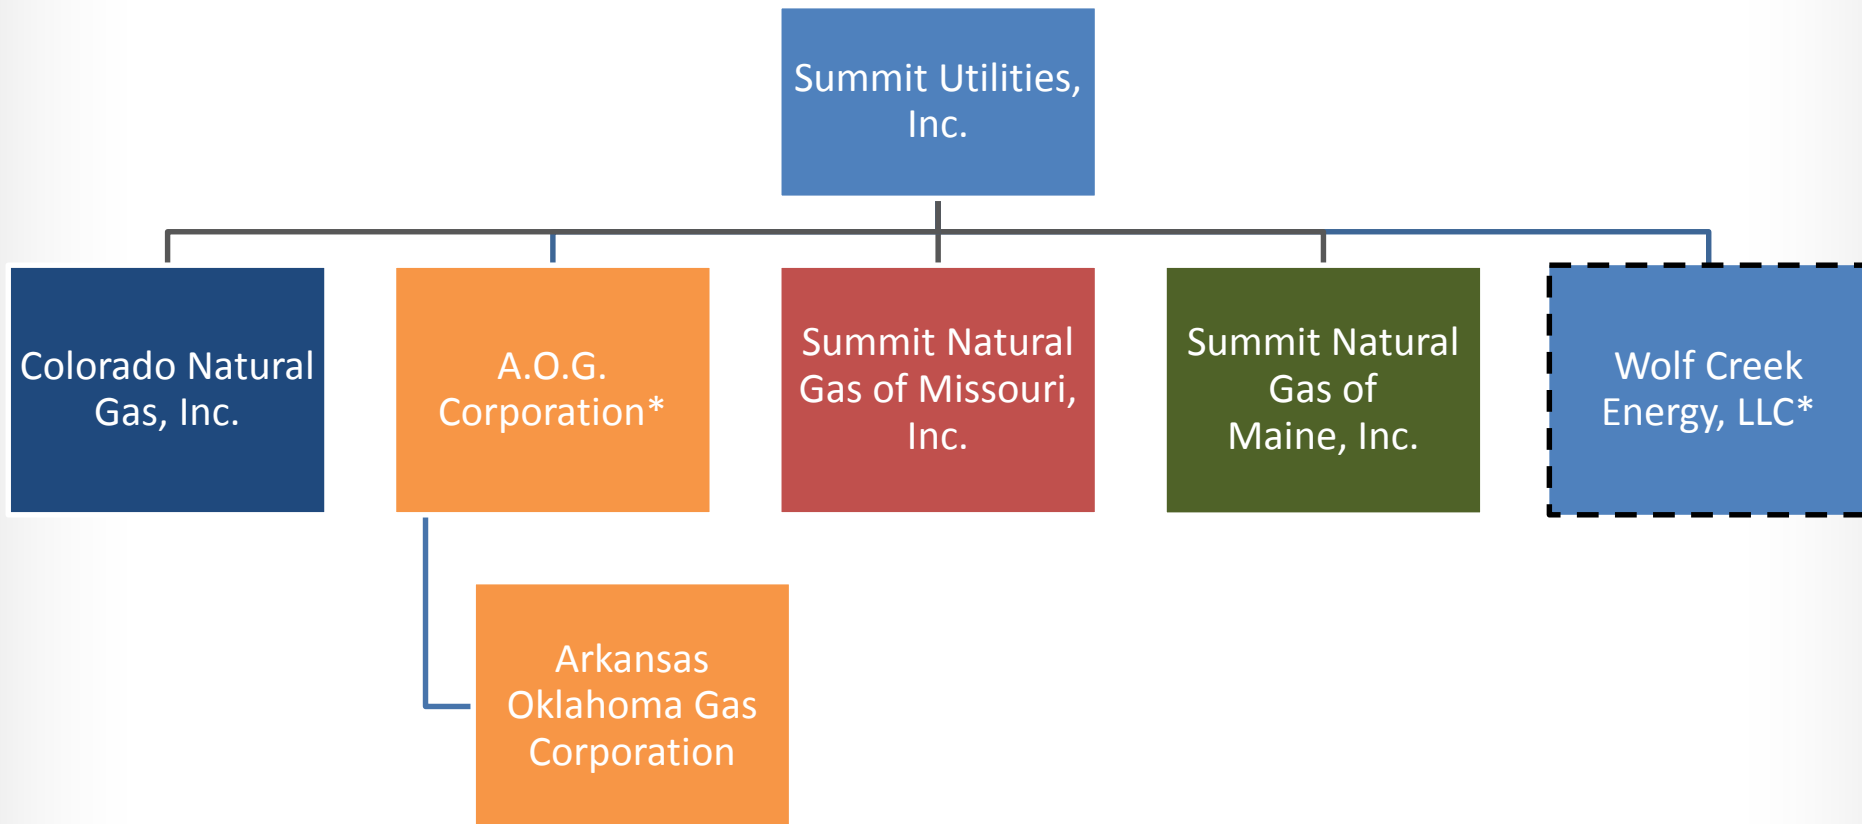 Summit Utilities,
Inc.
Colorado Natural
Gas, Inc.
A.O.G.
Corporation*
Summit Natural
Gas of Missouri,
Inc.
Summit Natural
Gas of
Maine, Inc.
Wolf Creek
Energy, LLC*
Arkansas
Oklahoma Gas
Corporation